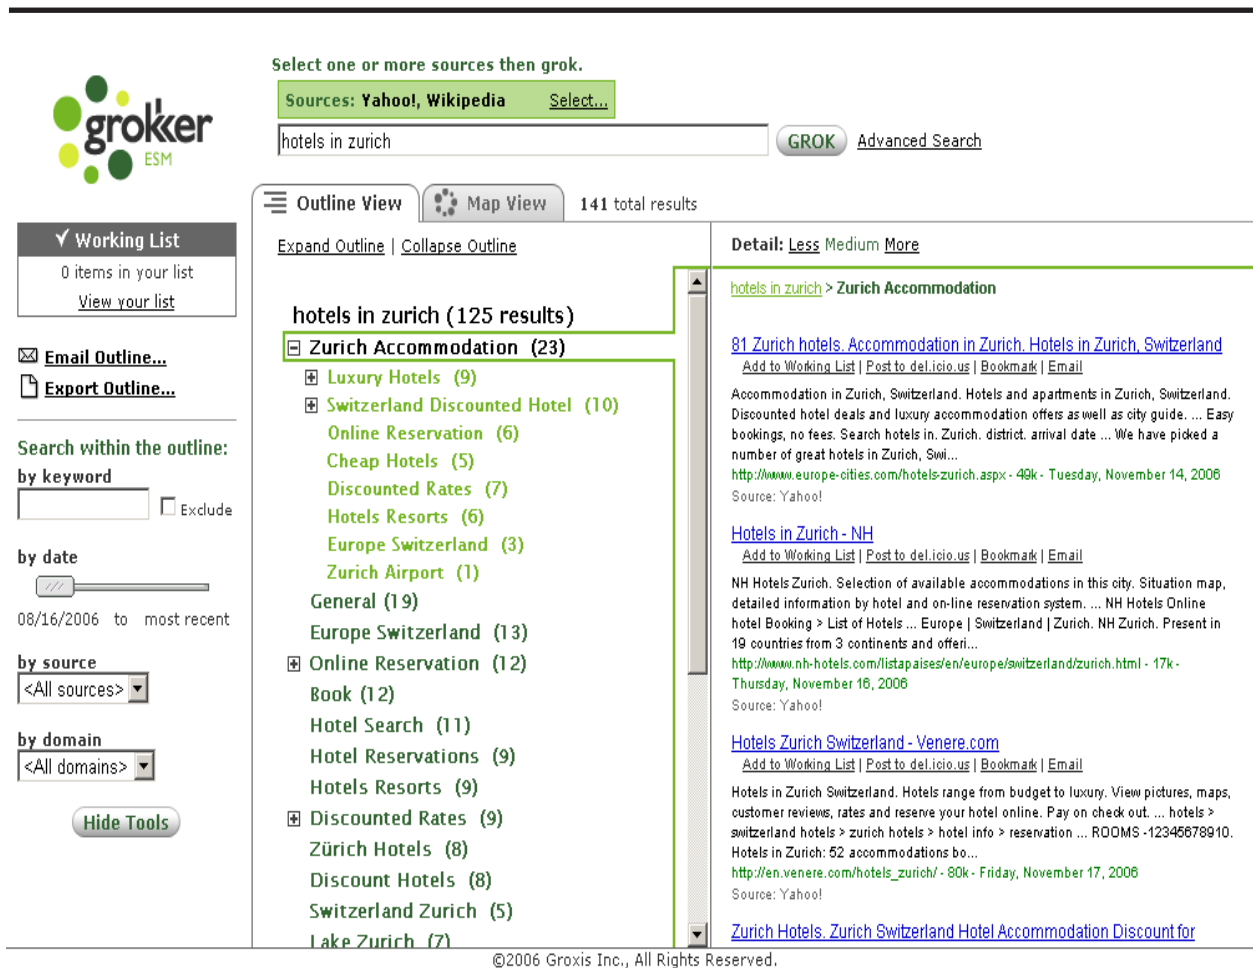 Select one or more sources then grok.
Sources: Yahoo!, Wikipedia Select...
grokker
ESM
hotels in zurich
GROK Advanced Search
Outline View Map View 141 total results
Working List
0 items in your list
View your list
Email Outline...
Export Outline...
Search within the outline:
by keyword
Exclude
by date
08/16/2006 to most recent
by source
<All sources>
by domain
<All domains>
Hide Tools
Expand Outline | Collapse Outline
hotels in zurich (125 results)
Zurich Accommodation (23)
Luxury Hotels (9)
Switzerland Discounted Hotel (10)
Online Reservation (6)
Cheap Hotels (5)
Discounted Rates (7)
Hotels Resorts (6)
Europe Switzerland (3)
Zurich Airport (1)
General (19)
Europe Switzerland (13)
Online Reservation (12)
Book (12)
Hotel Search (11)
Hotel Reservations (9)
Hotels Resorts (9)
Discounted Rates (9)
Zürich Hotels (8)
Discount Hotels (8)
Switzerland Zurich (5)
Lake Zurich (7)
Detail: Less Medium More
hotels in zurich > Zurich Accommodation
81 Zurich hotels. Accommodation in Zurich. Hotels in Zurich, Switzerland
Add to Working List | Post to del.icio.us | Bookmark | Email
Accommodation in Zurich, Switzerland. Hotels and apartments in Zurich, Switzerland.
Discounted hotel deals and luxury accommodation offers as well as city guide. ... Easy
bookings, no fees. Search hotels in. Zurich. district. arrival date ... We have picked a
number of great hotels in Zurich, Swi...
http://www.europe-cities.com/hotels-zurich.aspx - 49k - Tuesday, November 14, 2006
Source: Yahoo!
Hotels in Zurich - NH
Add to Working List | Post to del.icio.us | Bookmark | Email
NH Hotels Zurich. Selection of available accommodations in this city. Situation map,
detailed information by hotel and on-line reservation system. ... NH Hotels Online
hotel Booking > List of Hotels ... Europe | Switzerland | Zurich. NH Zurich. Present in
19 countries from 3 continents and offeri...
http://www.nh-hotels.com/listapaises/en/europe/switzerland/zurich.html - 17k -
Thursday, November 16, 2006
Source: Yahoo!
Hotels Zurich Switzerland - Venere.com
Add to Working List | Post to del.icio.us | Bookmark | Email
Hotels in Zurich Switzerland. Hotels range from budget to luxury. View pictures, maps,
customer reviews, rates and reserve your hotel online. Pay on check out. ... hotels >
switzerland hotels > zurich hotels > hotel info > reservation ... ROOMS -12345678910.
Hotels in Zurich: 52 accommodations bo...
http://en.venere.com/hotels_zurich/ - 80k - Friday, November 17, 2006
Source: Yahoo!
Zurich Hotels. Zurich Switzerland Hotel Accommodation Discount for
©2006 Groxis Inc., All Rights Reserved.